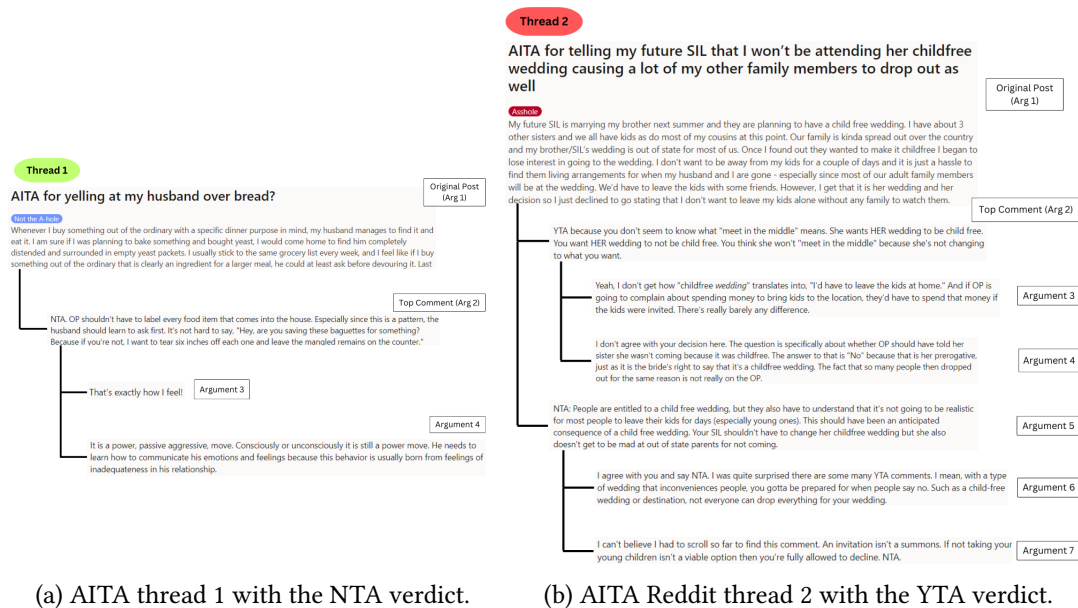 Thread 1
AITA for yelling at my husband over bread?
Original Post
(Arg 1)
Not the A-hole
Whenever I buy something out of the ordinary with a specific dinner purpose in mind, my husband manages to find it and
eat it. I am sure if I was planning to bake something and bought yeast, I would come home to find him completely
distended and surrounded in empty yeast packets. I usually stick to the same grocery list every week, and I feel like if I buy
something out of the ordinary that is clearly an ingredient for a larger meal, he could at least ask before devouring it. Last
Top Comment (Arg 2)
NTA. OP shouldn't have to label every food item that comes into the house. Especially since this is a pattern, the
husband should learn to ask first. It's not hard to say, "Hey, are you saving these baguettes for something?
Because if you're not, I want to tear six inches off each one and leave the mangled remains on the counter."
That's exactly how I feel!
Argument 3
Argument 4
It is a power, passive aggressive, move. Consciously or unconsciously it is still a power move. He needs to
learn how to communicate his emotions and feelings because this behavior is usually born from feelings of
inadequateness in his relationship.
(a) AITA thread 1 with the NTA verdict.
Thread 2
AITA for telling my future SIL that I won't be attending her childfree
wedding causing a lot of my other family members to drop out as
well
Original Post
(Arg 1)
Asshole
My future SIL is marrying my brother next summer and they are planning to have a child free wedding. I have about 3
other sisters and we all have kids as do most of my cousins at this point. Our family is kinda spread out over the country
and my brother/SIL's wedding is out of state for most of us. Once I found out they wanted to make it childfree I began to
lose interest in going to the wedding. I don't want to be away from my kids for a couple of days and it is just a hassle to
find them living arrangements for when my husband and I are gone - especially since most of our adult family members
will be at the wedding. We'd have to leave the kids with some friends. However, I get that it is her wedding and her
decision so I just declined to go stating that I don't want to leave my kids alone without any family to watch them.
Top Comment (Arg 2)
YTA because you don't seem to know what "meet in the middle" means. She wants HER wedding to be child free.
You want HER wedding to not be child free. You think she won't "meet in the middle" because she's not changing
to what you want.
Yeah, I don't get how "childfree wedding" translates into, "I'd have to leave the kids at home." And if OP is
going to complain about spending money to bring kids to the location, they'd have to spend that money if
the kids were invited. There's really barely any difference.
Argument 3
I don't agree with your decision here. The question is specifically about whether OP should have told her
sister she wasn't coming because it was childfree. The answer to that is "No" because that is her prerogative,
just as it is the bride's right to say that it's a childfree wedding. The fact that so many people then dropped
out for the same reason is not really on the OP.
Argument 4
NTA: People are entitled to a child free wedding, but they also have to understand that it's not going to be realistic
for most people to leave their kids for days (especially young ones). This should have been an anticipated
consequence of a child free wedding. Your SIL shouldn't have to change her childfree wedding but she also
doesn't get to be mad at out of state parents for not coming.
Argument 5
I agree with you and say NTA. I was quite surprised there are some many YTA comments. I mean, with a type
of wedding that inconveniences people, you gotta be prepared for when people say no. Such as a child-free
wedding or destination, not everyone can drop everything for your wedding.
Argument 6
I can't believe I had to scroll so far to find this comment. An invitation isn't a summons. If not taking your
young children isn't a viable option then you're fully allowed to decline. NTA.
Argument 7
(b) AITA Reddit thread 2 with the YTA verdict.